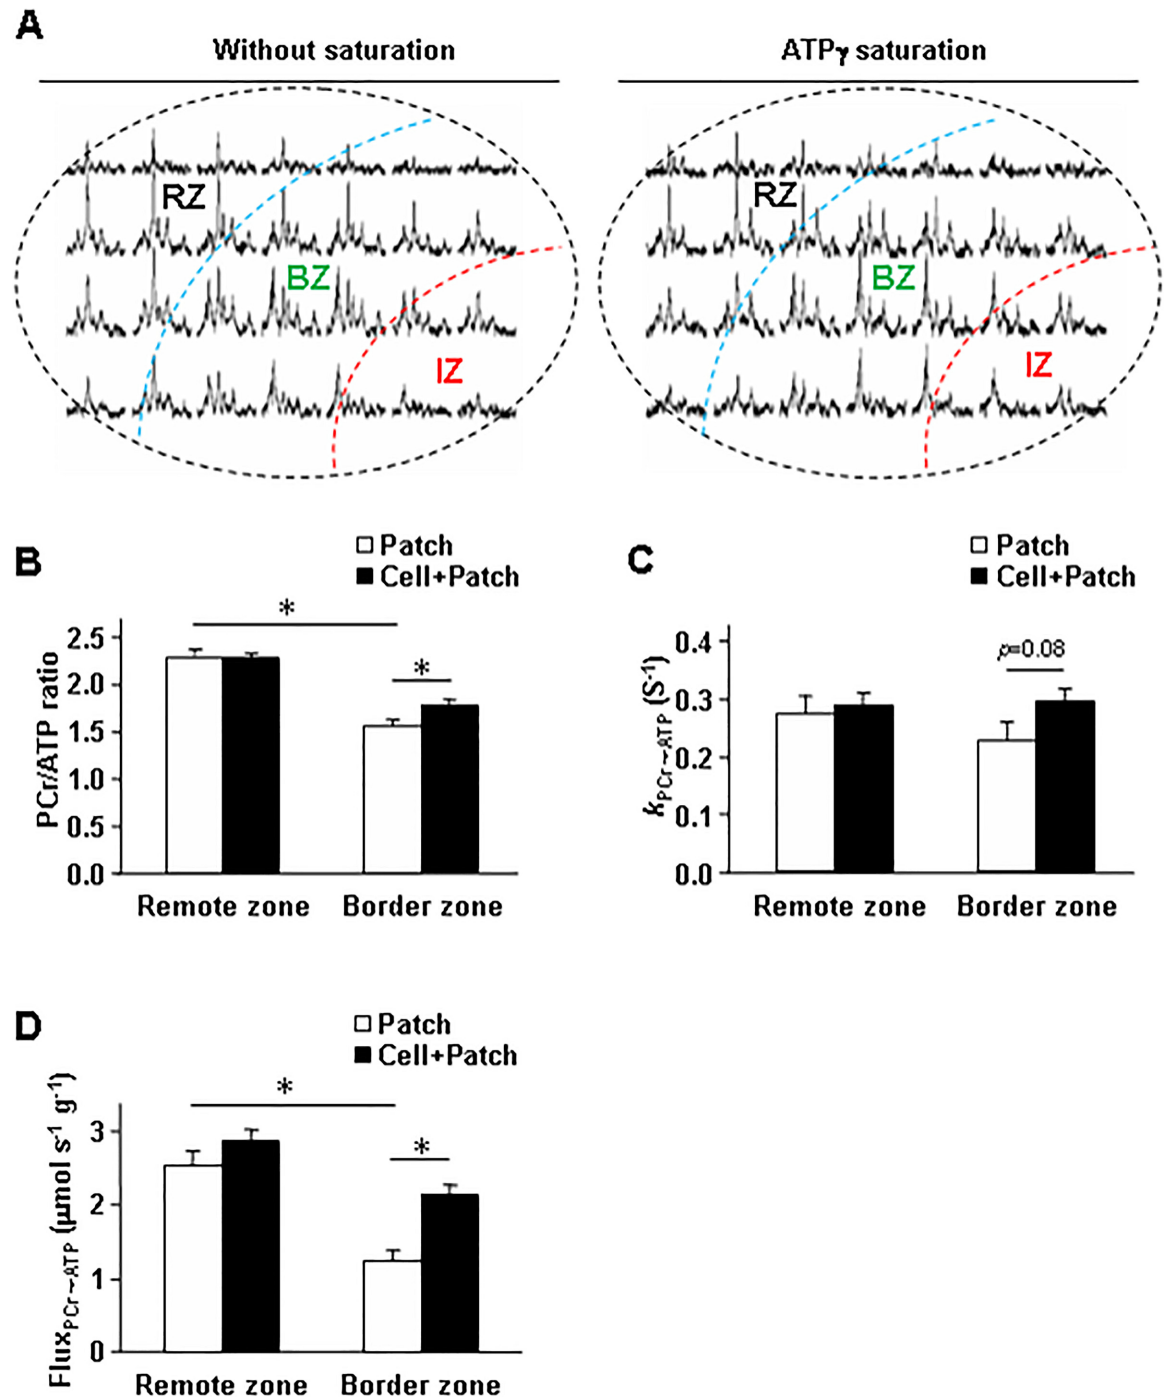 A
Without saturation
ATPγ saturation
RZ
BZ
IZ
RZ
BZ
IZ
B
Patch
Cell+Patch
*
*
PCr/ATP ratio
2.5
2.0
1.5
1.0
0.5
0.0
Remote zone
Border zone
C
Patch
Cell+Patch
p=0.08
kPCr→ATP (S-1)
0.4
0.3
0.2
0.1
0.0
Remote zone
Border zone
D
Patch
Cell+Patch
*
*
FluxPCr→ATP (μmol s-1 g-1)
3
2
1
0
Remote zone
Border zone